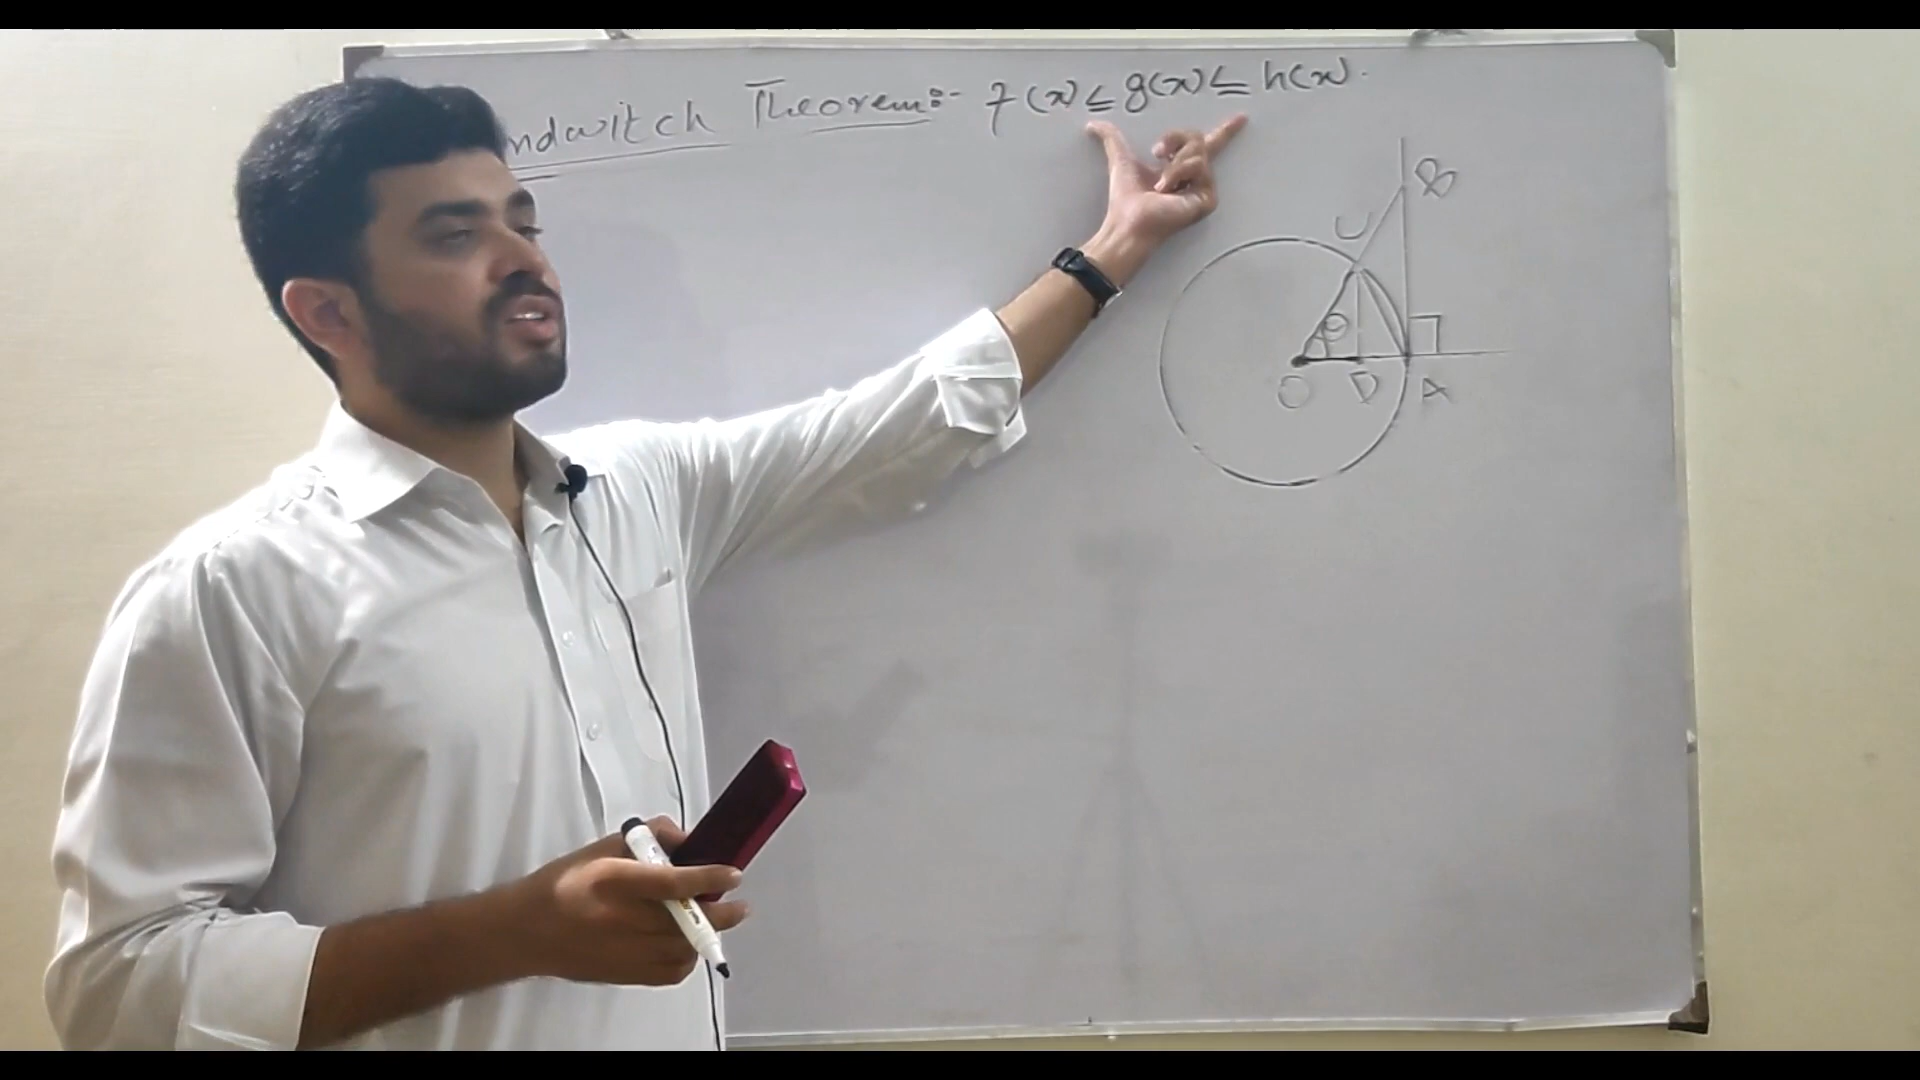 ndwitch Theorem:- f(x) ≤ g(x) ≤ h(x).
B
C
θ
O D A